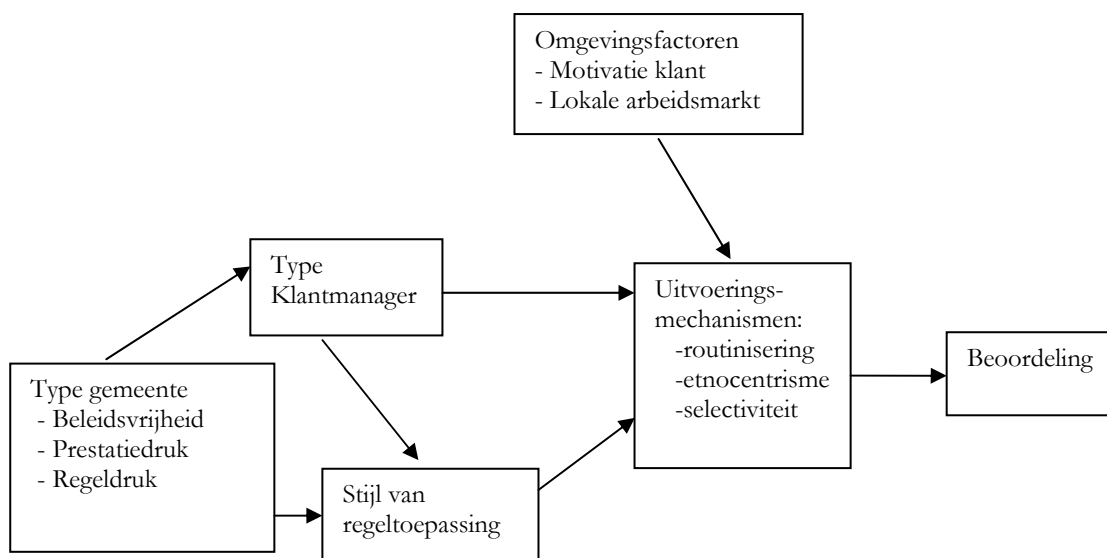 Omgevingsfactoren
- Motivatie klant
- Lokale arbeidsmarkt
Type
Klantmanager
Uitvoerings-
mechanismen:
-routinisering
-etnocentrisme
-selectiviteit
Beoordeling
Type gemeente
- Beleidsvrijheid
- Prestatiedruk
- Regeldruk
Stijl van
regeltoepassing